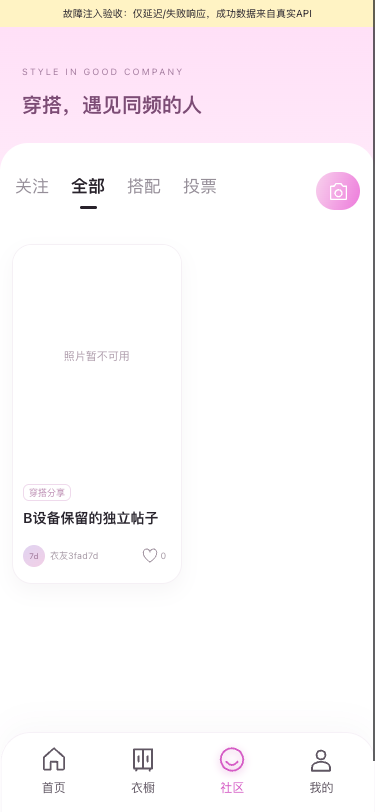 故障注入验收：仅延迟/失败响应，成功数据来自真实API
STYLE IN GOOD COMPANY
穿搭，遇见同频的人
关注 全部 搭配 投票
照片暂不可用
穿搭分享
B设备保留的独立帖子
7d 衣友3fad7d 0
首页 衣橱 社区 我的